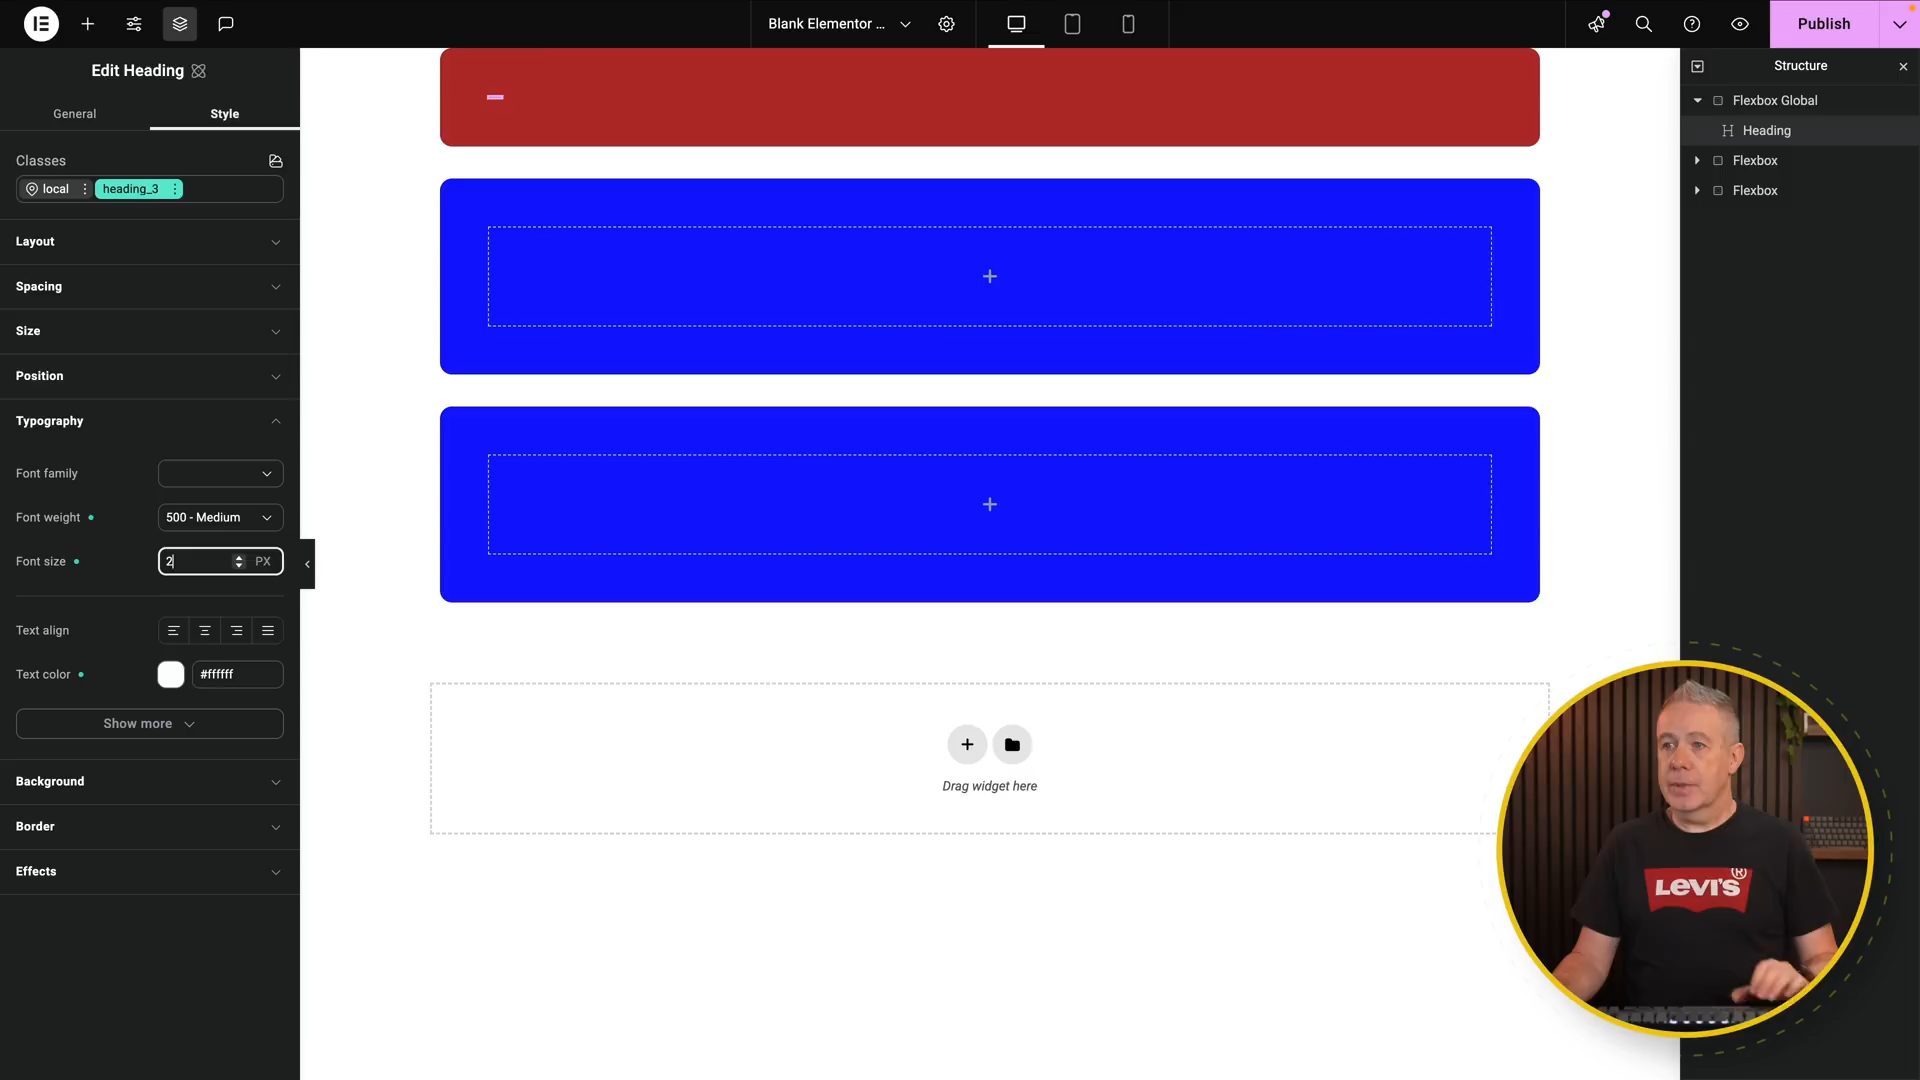 Blank Elementor ...
Publish
Edit Heading
General
Style
Classes
local
heading_3
Layout
Spacing
Size
Position
Typography
Font family
Font weight
500 - Medium
Font size
2
PX
Text align
Text color
#ffffff
Show more
Background
Border
Effects
Drag widget here
Structure
Flexbox Global
Heading
Flexbox
Flexbox
LEVI'S